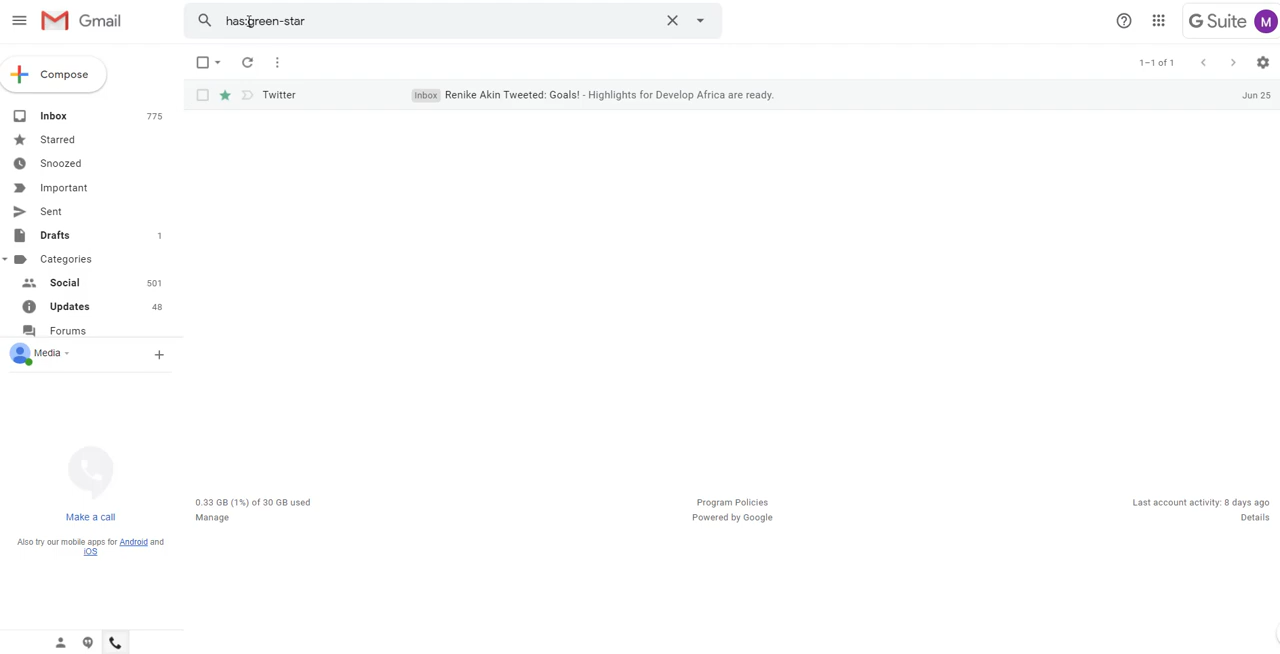 Gmail
has:green-star
G Suite
M
Compose
1–1 of 1
Twitter
Inbox
Renike Akin Tweeted: Goals! - Highlights for Develop Africa are ready.
Jun 25
Inbox
775
Starred
Snoozed
Important
Sent
Drafts
1
Categories
Social
501
Updates
48
Forums
Media
Make a call
Also try our mobile apps for Android and
iOS
0.33 GB (1%) of 30 GB used
Manage
Program Policies
Powered by Google
Last account activity: 8 days ago
Details